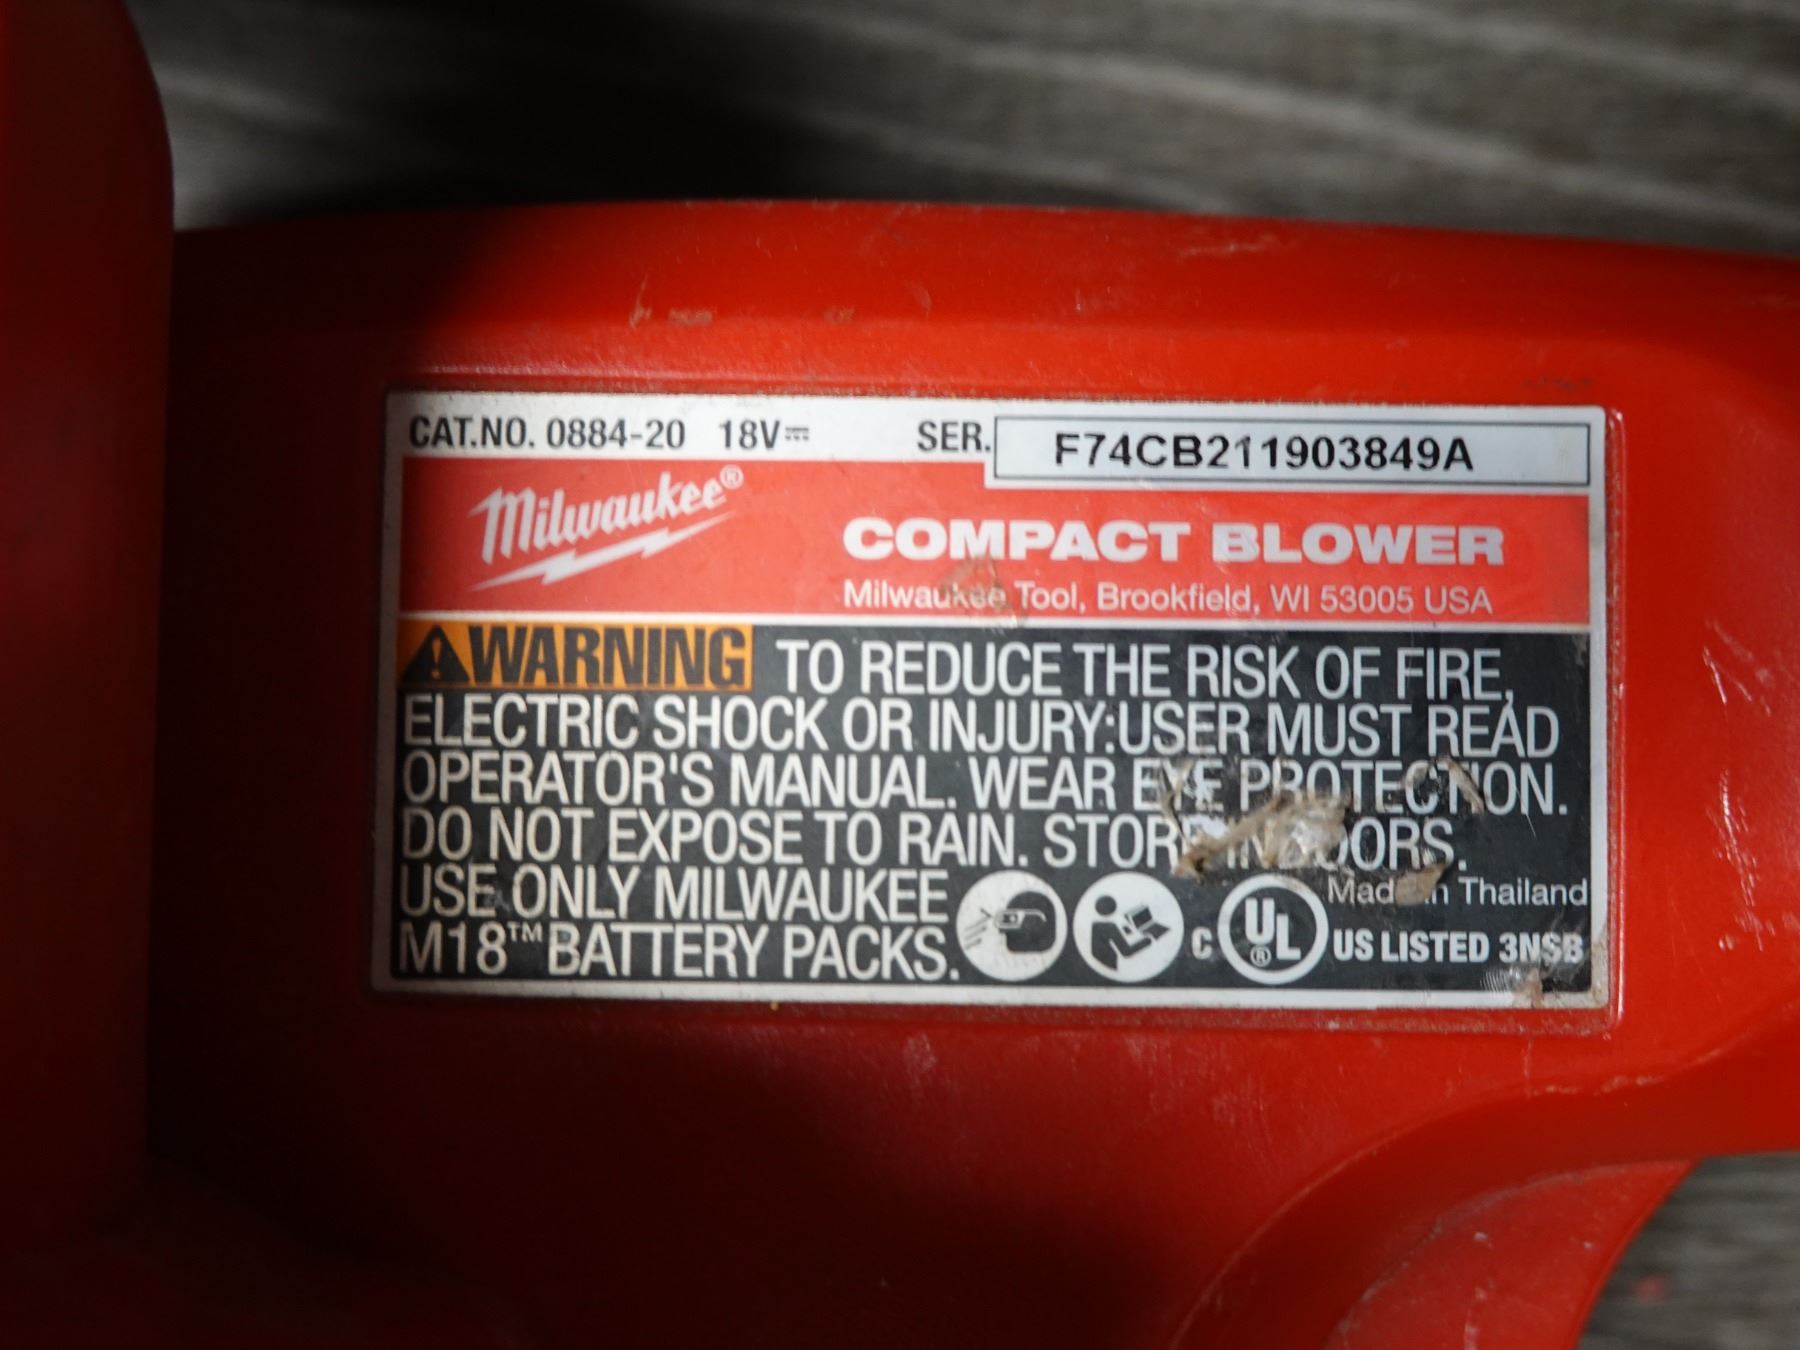 CAT.NO. 0884-20 18V⎓ SER. F74CB211903849A
Milwaukee®
COMPACT BLOWER
Milwaukee Tool, Brookfield, WI 53005 USA
⚠WARNING TO REDUCE THE RISK OF FIRE,
ELECTRIC SHOCK OR INJURY:USER MUST READ
OPERATOR'S MANUAL. WEAR EYE PROTECTION.
DO NOT EXPOSE TO RAIN. STORE INDOORS.
USE ONLY MILWAUKEE
M18™ BATTERY PACKS.
Made in Thailand
C UL® US LISTED 3NSB